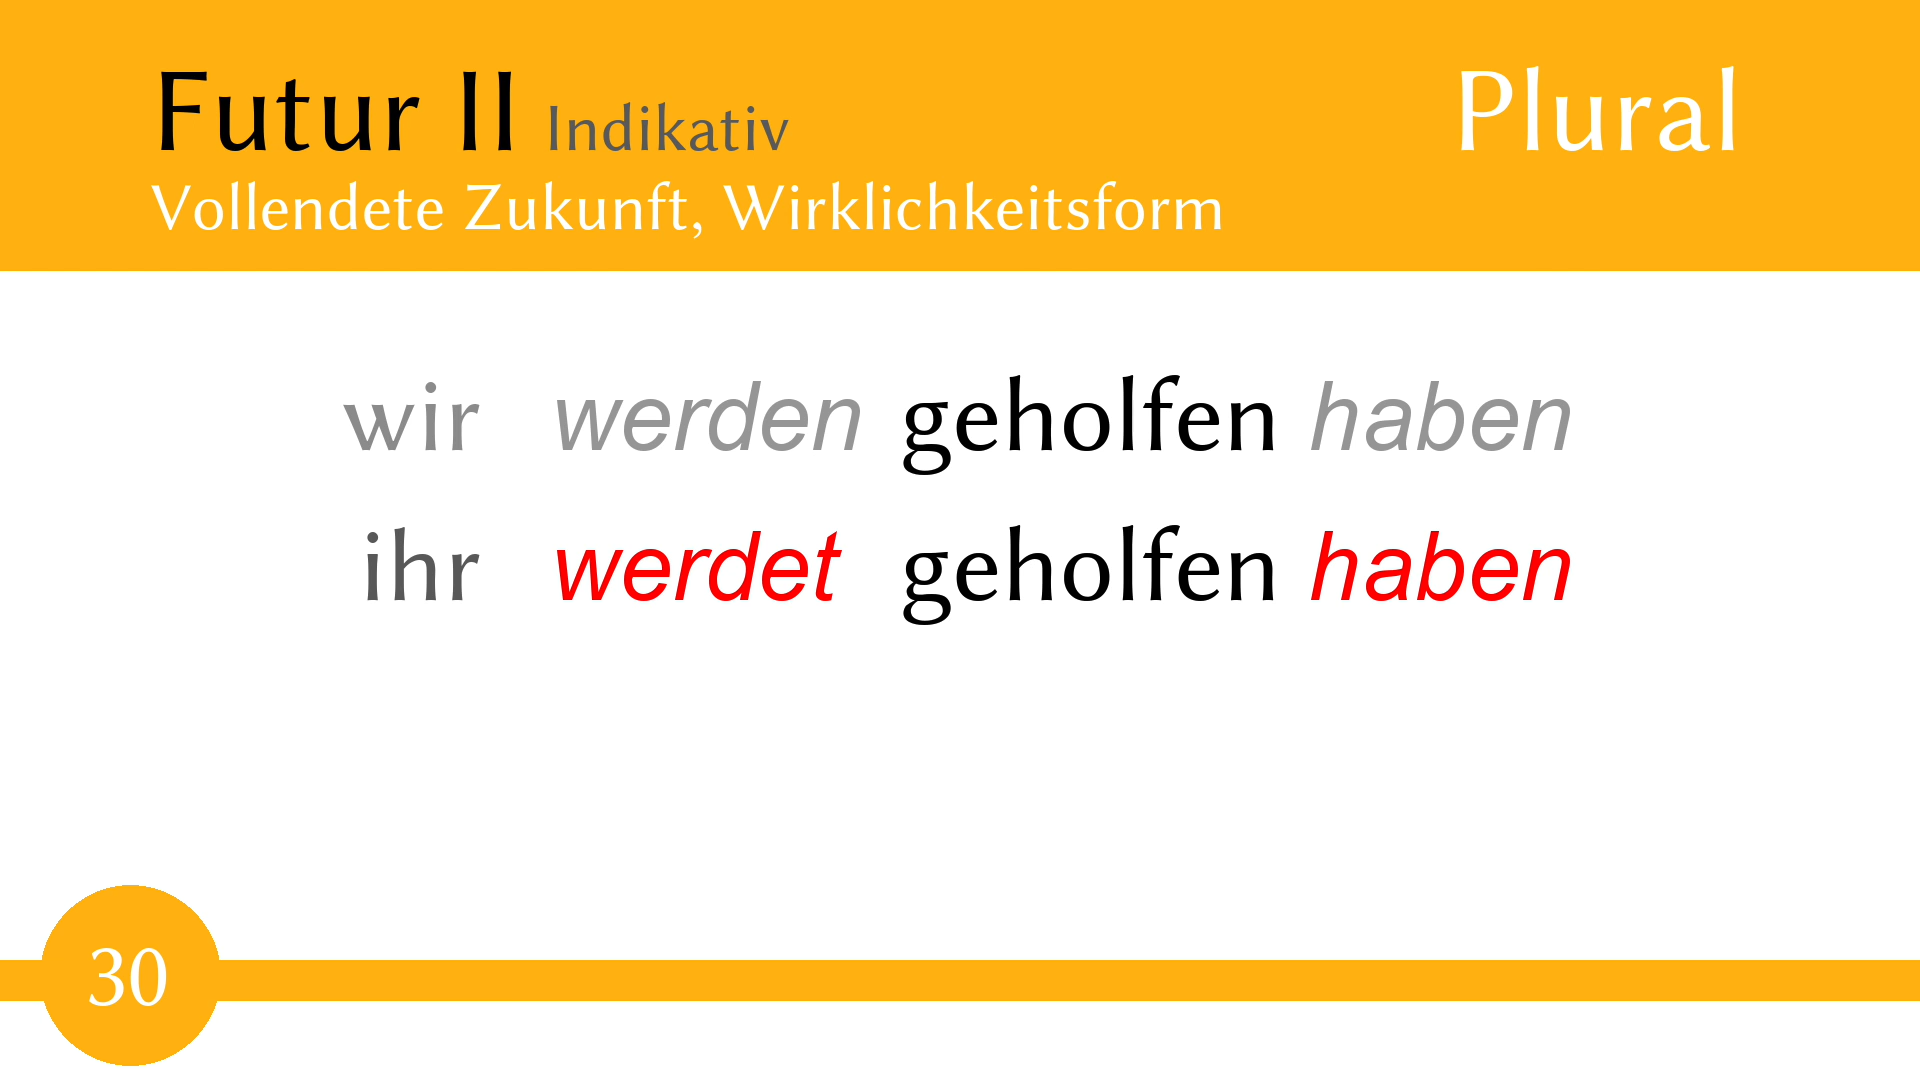 Futur II Indikativ Plural
Vollendete Zukunft, Wirklichkeitsform
wir werden geholfen haben
ihr werdet geholfen haben
30